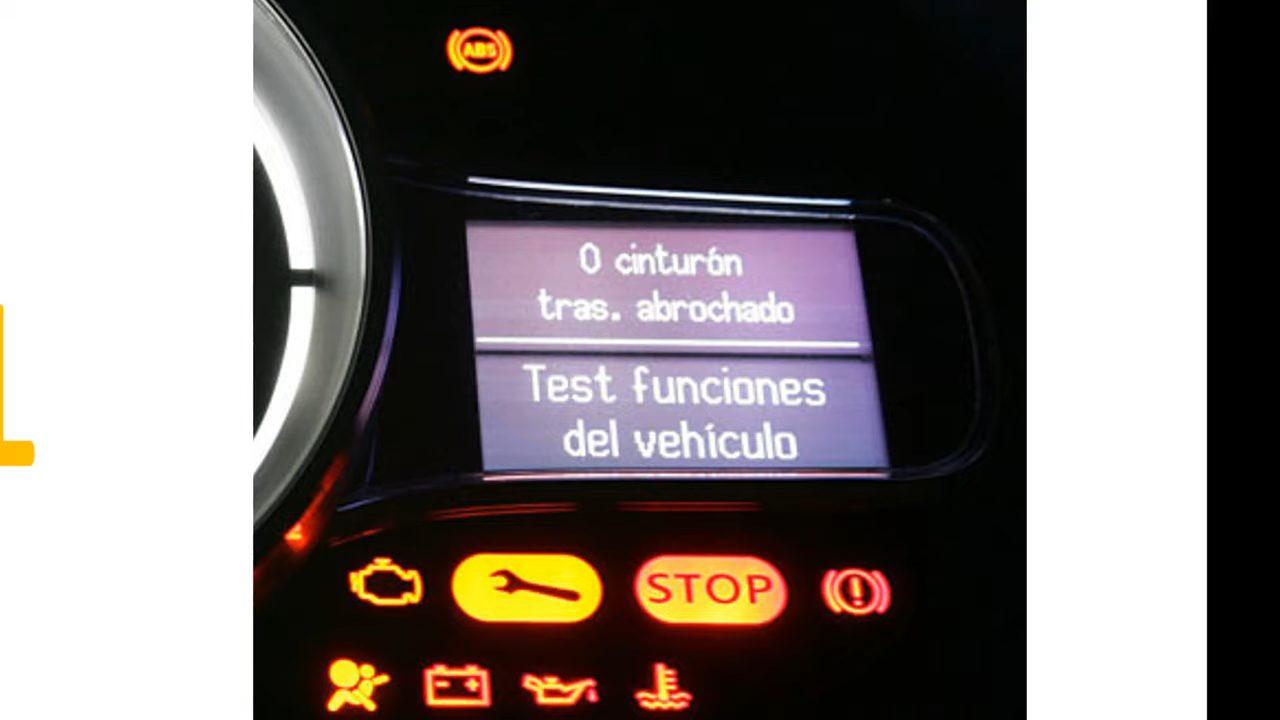 ABS
0 cinturón
tras. abrochado
Test funciones
del vehículo
STOP